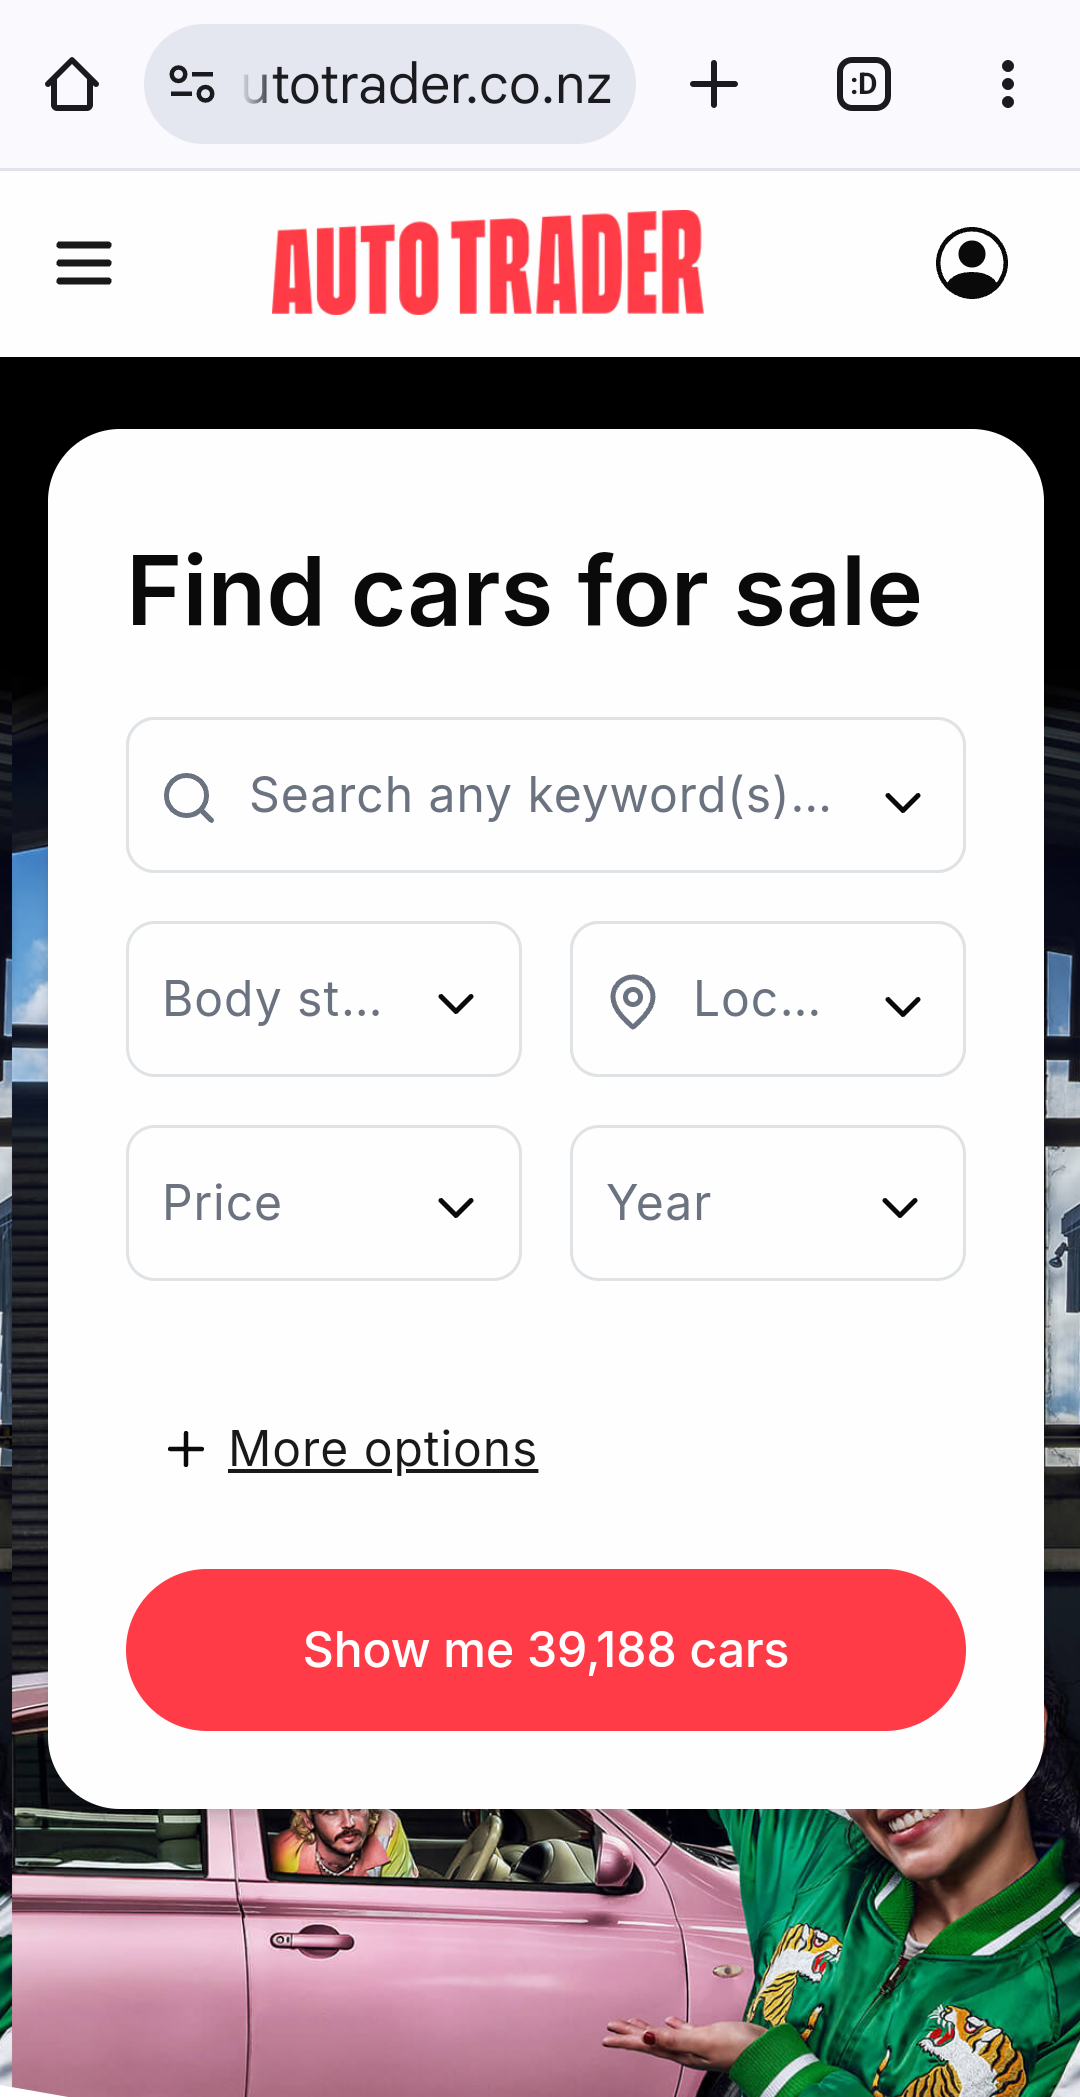 utotrader.co.nz
:D
AUTO TRADER
Find cars for sale
Search any keyword(s)...
Body st...
Loc...
Price
Year
+ More options
Show me 39,188 cars